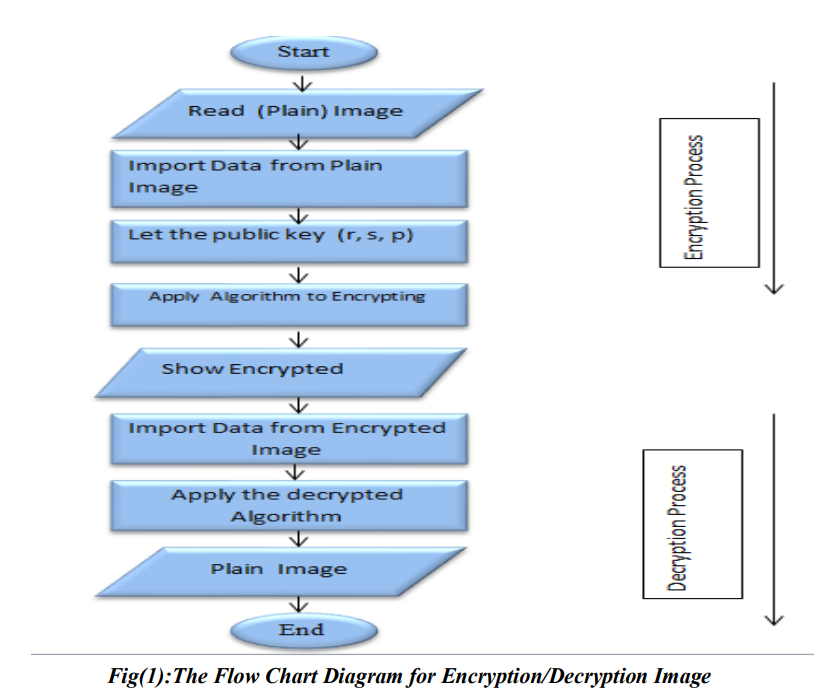 Start
Read (Plain) Image
Import Data from Plain
Image
Let the public key (r, s, p)
Apply Algorithm to Encrypting
Show Encrypted
Import Data from Encrypted
Image
Apply the decrypted
Algorithm
Plain Image
End
Encryption Process
Decryption Process
Fig(1):The Flow Chart Diagram for Encryption/Decryption Image